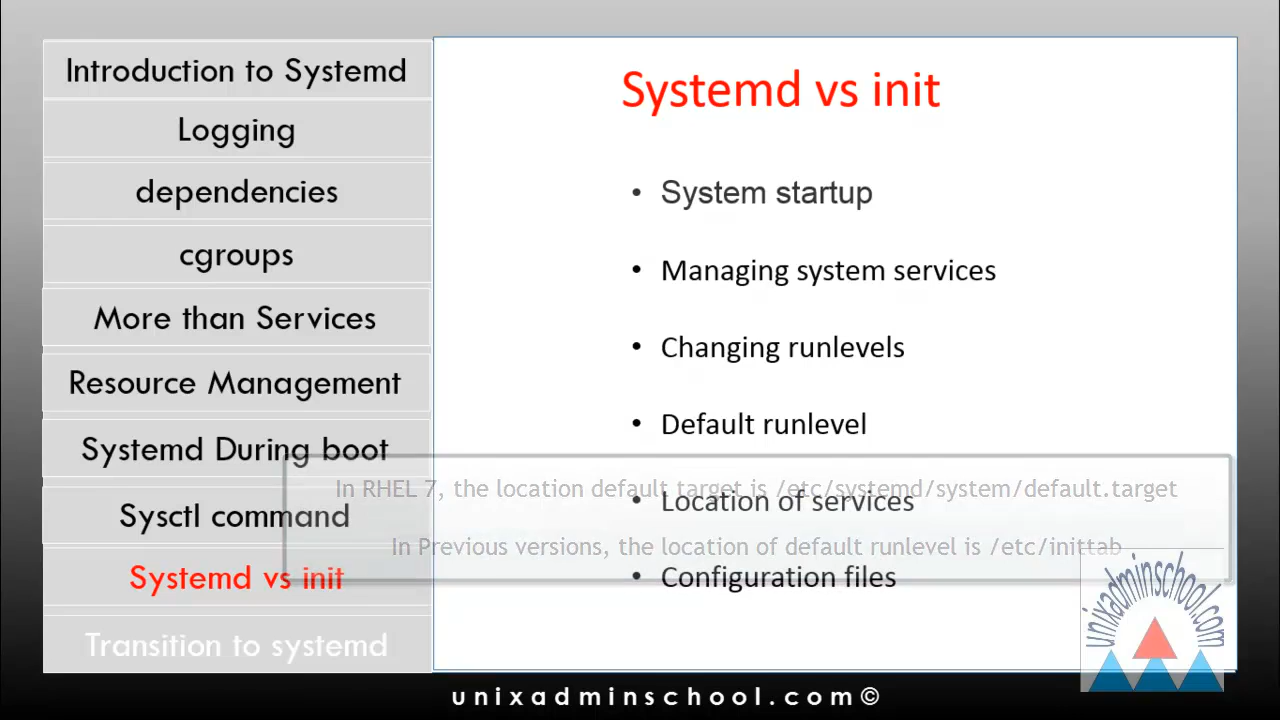 Introduction to Systemd
Logging
dependencies
cgroups
More than Services
Resource Management
Systemd During boot
Sysctl command
Systemd vs init
Transition to systemd
Systemd vs init
• System startup
• Managing system services
• Changing runlevels
• Default runlevel
In RHEL 7, the location default target is /etc/systemd/system/default.target
• Location of services
In Previous versions, the location of default runlevel is /etc/inittab
• Configuration files
unixadminschool.com
unixadminschool.com©